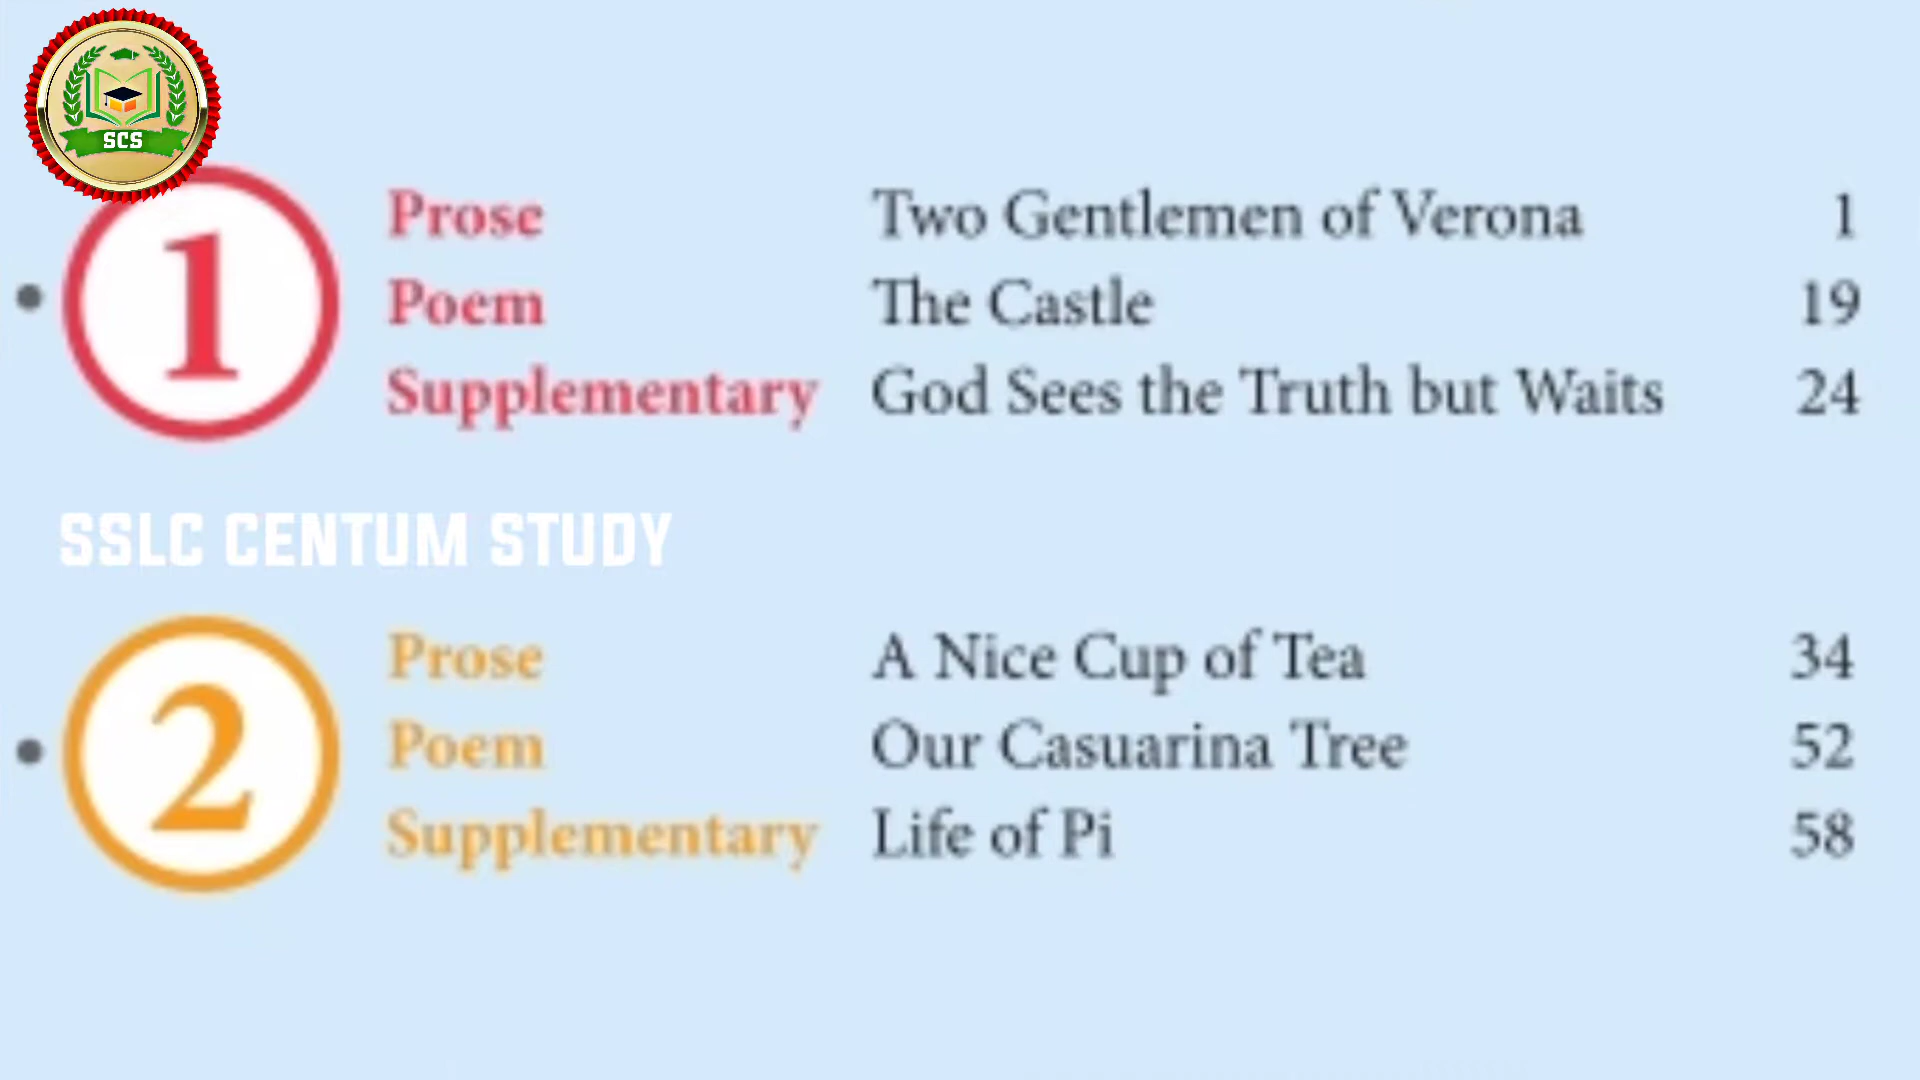 SCS
1
Prose Two Gentlemen of Verona 1
Poem The Castle 19
Supplementary God Sees the Truth but Waits 24
SSLC CENTUM STUDY
2
Prose A Nice Cup of Tea 34
Poem Our Casuarina Tree 52
Supplementary Life of Pi 58